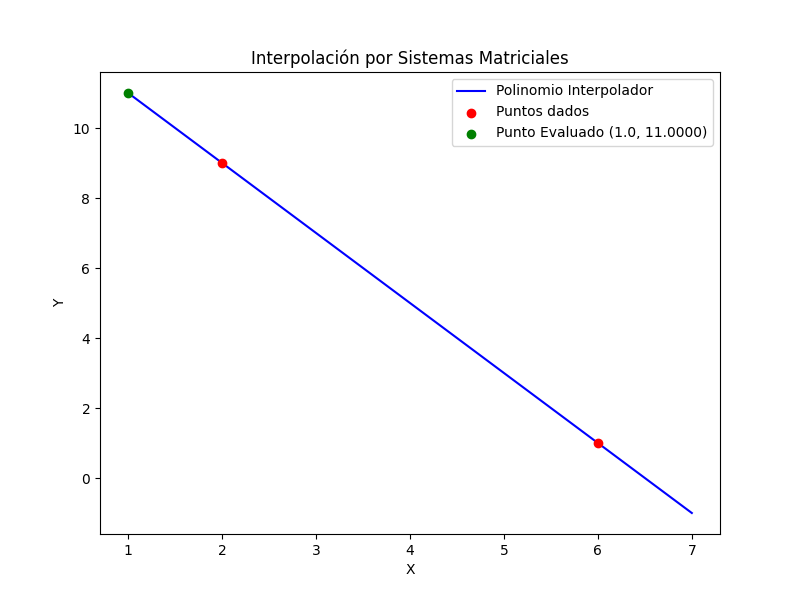 Interpolación por Sistemas Matriciales
Polinomio Interpolador
Puntos dados
Punto Evaluado (1.0, 11.0000)
10
8
6
4
2
0
Y
1 2 3 4 5 6 7
X